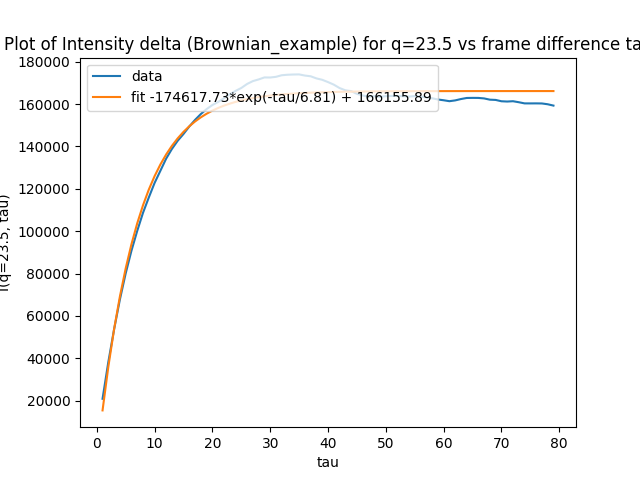 Plot of Intensity delta (Brownian_example) for q=23.5 vs frame difference ta
data
fit -174617.73*exp(-tau/6.81) + 166155.89
180000
160000
140000
120000
100000
80000
60000
40000
20000
I(q=23.5, tau)
0 10 20 30 40 50 60 70 80
tau